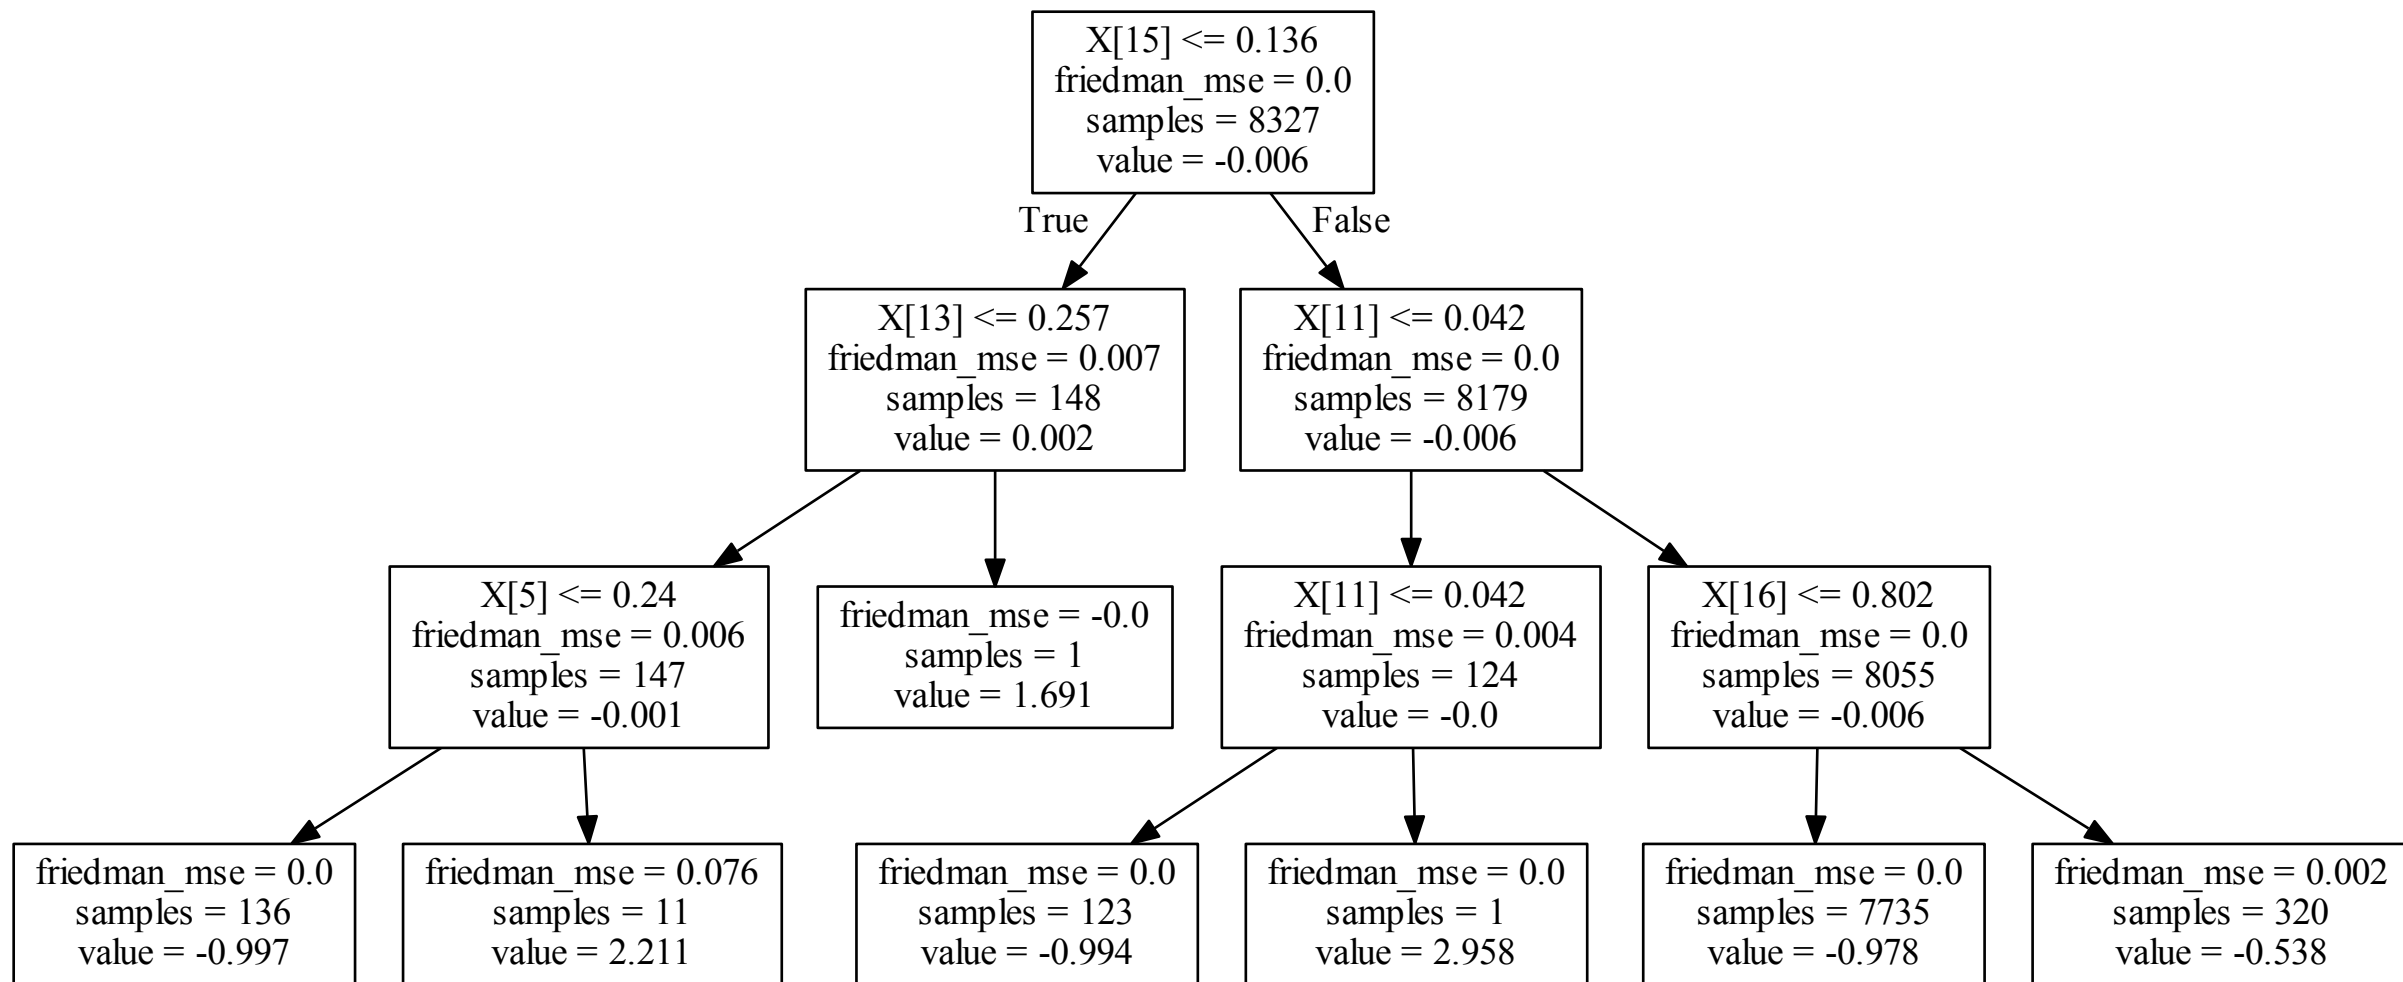 X[15] <= 0.136
friedman_mse = 0.0
samples = 8327
value = -0.006
True
False
X[13] <= 0.257
friedman_mse = 0.007
samples = 148
value = 0.002
X[11] <= 0.042
friedman_mse = 0.0
samples = 8179
value = -0.006
X[5] <= 0.24
friedman_mse = 0.006
samples = 147
value = -0.001
friedman_mse = -0.0
samples = 1
value = 1.691
X[11] <= 0.042
friedman_mse = 0.004
samples = 124
value = -0.0
X[16] <= 0.802
friedman_mse = 0.0
samples = 8055
value = -0.006
friedman_mse = 0.0
samples = 136
value = -0.997
friedman_mse = 0.076
samples = 11
value = 2.211
friedman_mse = 0.0
samples = 123
value = -0.994
friedman_mse = 0.0
samples = 1
value = 2.958
friedman_mse = 0.0
samples = 7735
value = -0.978
friedman_mse = 0.002
samples = 320
value = -0.538